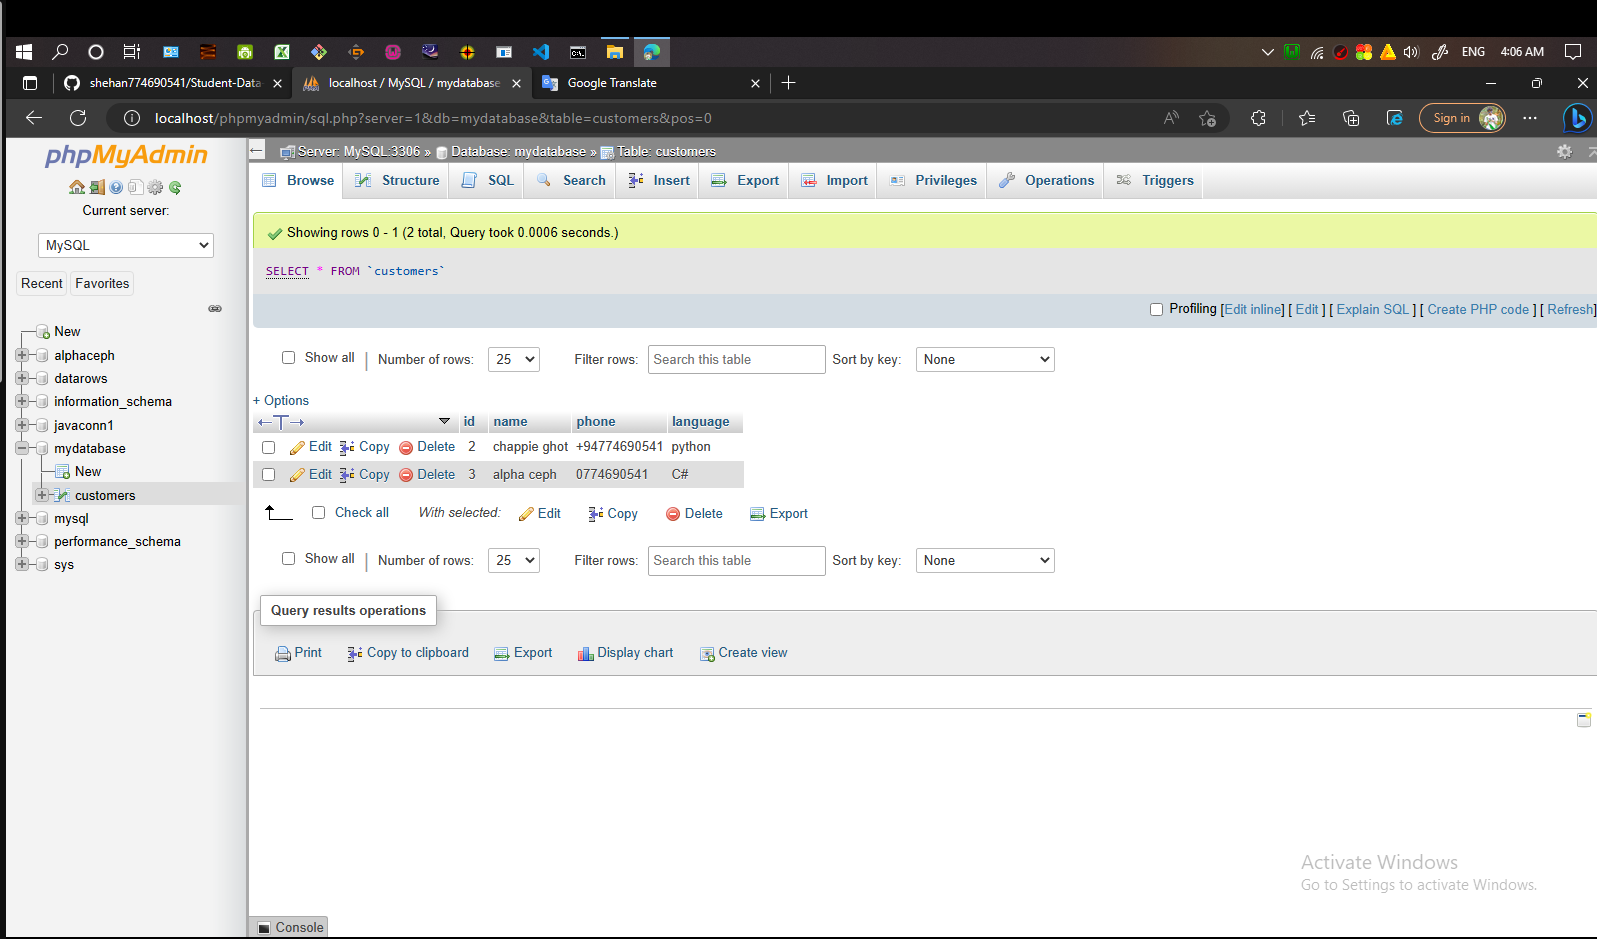 ENG 4:06 AM
shehan774690541/Student-Data localhost / MySQL / mydatabase Google Translate
localhost/phpmyadmin/sql.php?server=1&db=mydatabase&table=customers&pos=0 Sign in
phpMyAdmin
Current server:
MySQL
Recent Favorites
New
alphaceph
datarows
information_schema
javaconn1
mydatabase
New
customers
mysql
performance_schema
sys
Server: MySQL:3306 » Database: mydatabase » Table: customers
Browse Structure SQL Search Insert Export Import Privileges Operations Triggers
Showing rows 0 - 1 (2 total, Query took 0.0006 seconds.)
SELECT * FROM `customers`
Profiling [Edit inline] [ Edit ] [ Explain SQL ] [ Create PHP code ] [ Refresh]
Show all | Number of rows: 25 Filter rows: Search this table Sort by key: None
+ Options
←T→ id name phone language
Edit Copy Delete 2 chappie ghot +94774690541 python
Edit Copy Delete 3 alpha ceph 0774690541 C#
Check all With selected: Edit Copy Delete Export
Show all | Number of rows: 25 Filter rows: Search this table Sort by key: None
Query results operations
Print Copy to clipboard Export Display chart Create view
Activate Windows
Go to Settings to activate Windows.
Console